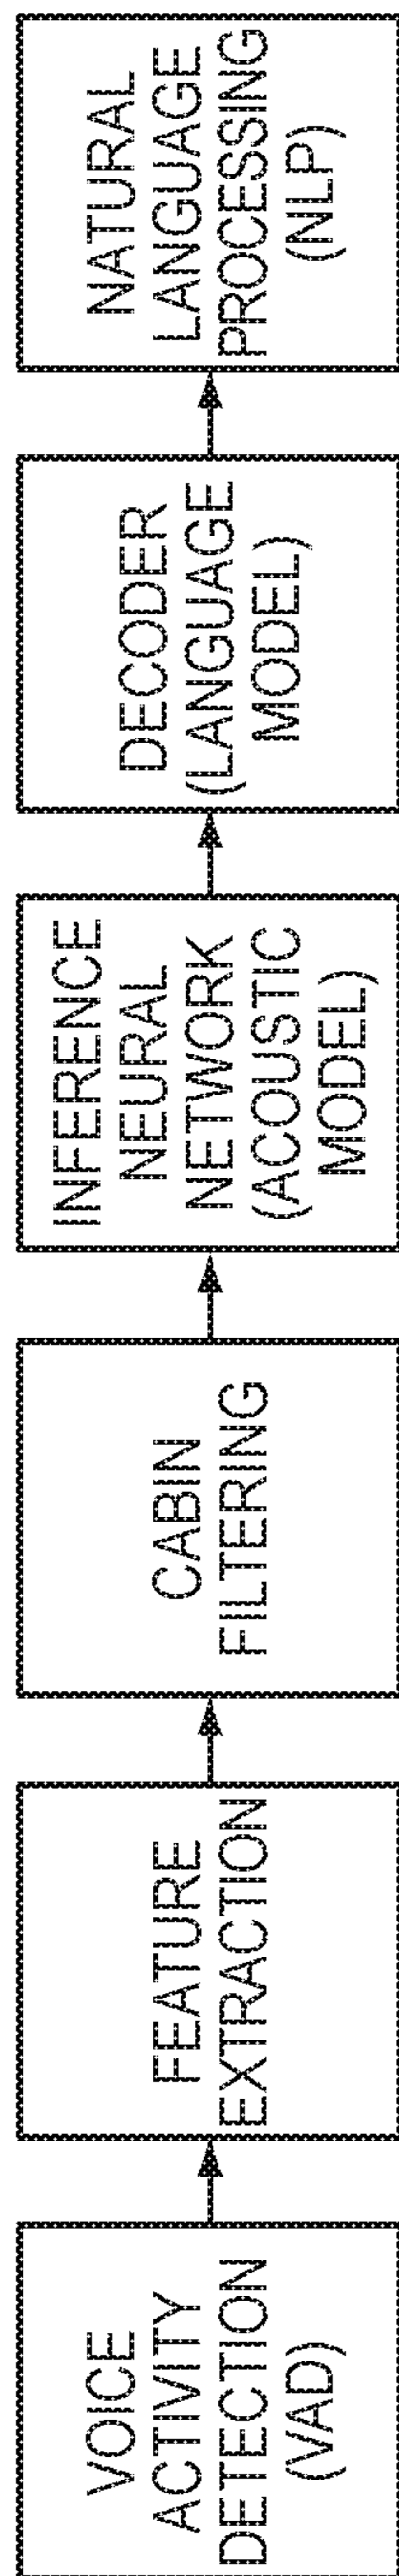 VOICE
ACTIVITY
DETECTION
(VAD)
FEATURE
EXTRACTION
CABIN
FILTERING
INFERENCE
NEURAL
NETWORK
(ACOUSTIC
MODEL)
DECODER
(LANGUAGE
MODEL)
NATURAL
LANGUAGE
PROCESSING
(NLP)